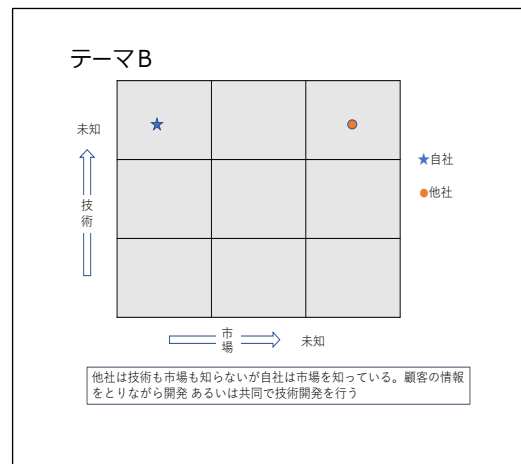 テーマB
未知
★自社
●他社
技術
市場
未知
他社は技術も市場も知らないが自社は市場を知っている。顧客の情報
をとりながら開発 あるいは共同で技術開発を行う